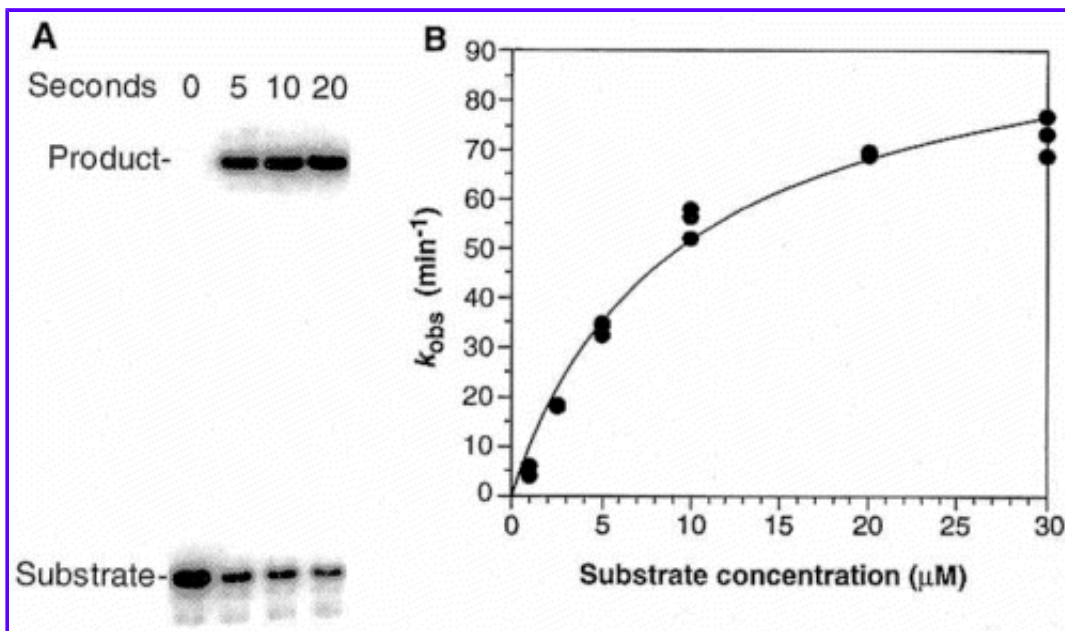 A
Seconds 0 5 10 20
Product-
Substrate-
B
90
80
70
60
50
40
30
20
10
0
k_obs (min⁻¹)
0 5 10 15 20 25 30
Substrate concentration (μM)